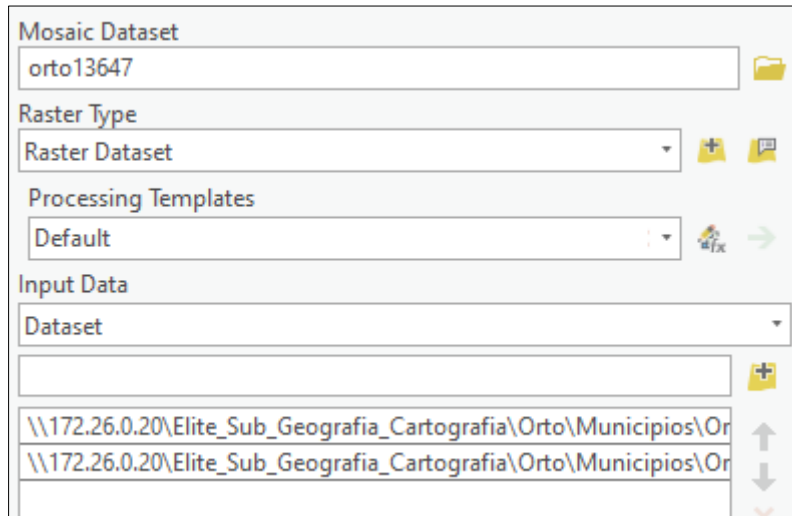 Mosaic Dataset
orto13647
Raster Type
Raster Dataset
Processing Templates
Default
Input Data
Dataset
\\172.26.0.20\Elite_Sub_Geografia_Cartografia\Orto\Municipios\Or
\\172.26.0.20\Elite_Sub_Geografia_Cartografia\Orto\Municipios\Or